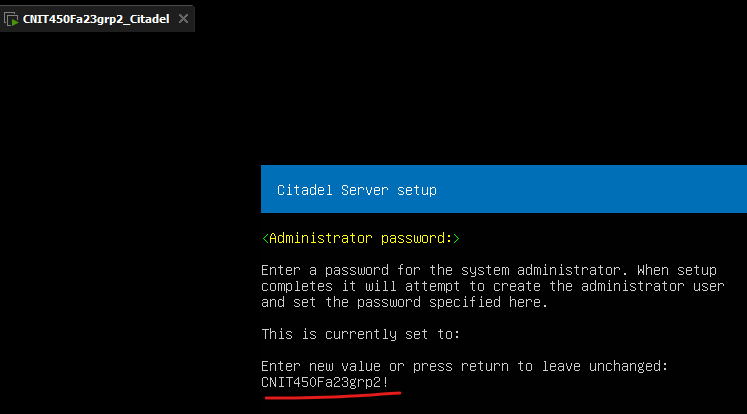 CNIT450Fa23grp2_Citadel
Citadel Server setup
<Administrator password:>
Enter a password for the system administrator. When setup
completes it will attempt to create the administrator user
and set the password specified here.
This is currently set to:
Enter new value or press return to leave unchanged:
CNIT450Fa23grp2!